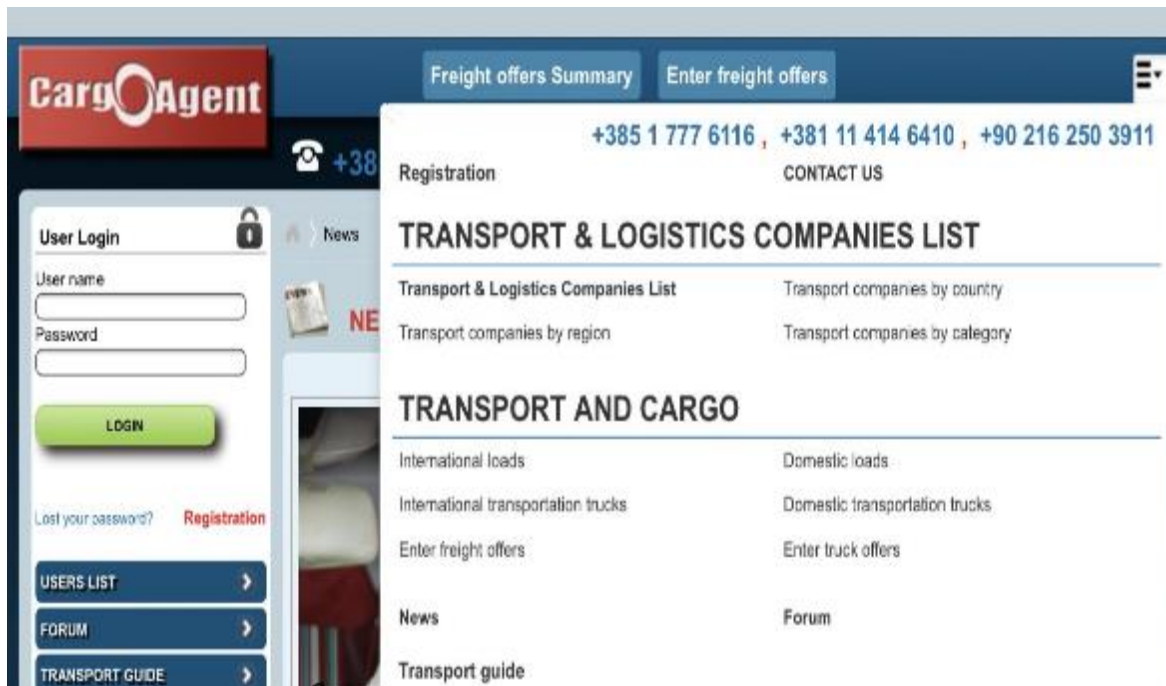 CargoAgent
Freight offers Summary
Enter freight offers
+38
+385 1 777 6116 , +381 11 414 6410 , +90 216 250 3911
Registration
CONTACT US
User Login
User name
Password
LOGIN
Lost your password?
Registration
USERS LIST
FORUM
TRANSPORT GUIDE
News
NE
TRANSPORT & LOGISTICS COMPANIES LIST
Transport & Logistics Companies List
Transport companies by country
Transport companies by region
Transport companies by category
TRANSPORT AND CARGO
International loads
Domestic loads
International transportation trucks
Domestic transportation trucks
Enter freight offers
Enter truck offers
News
Forum
Transport guide